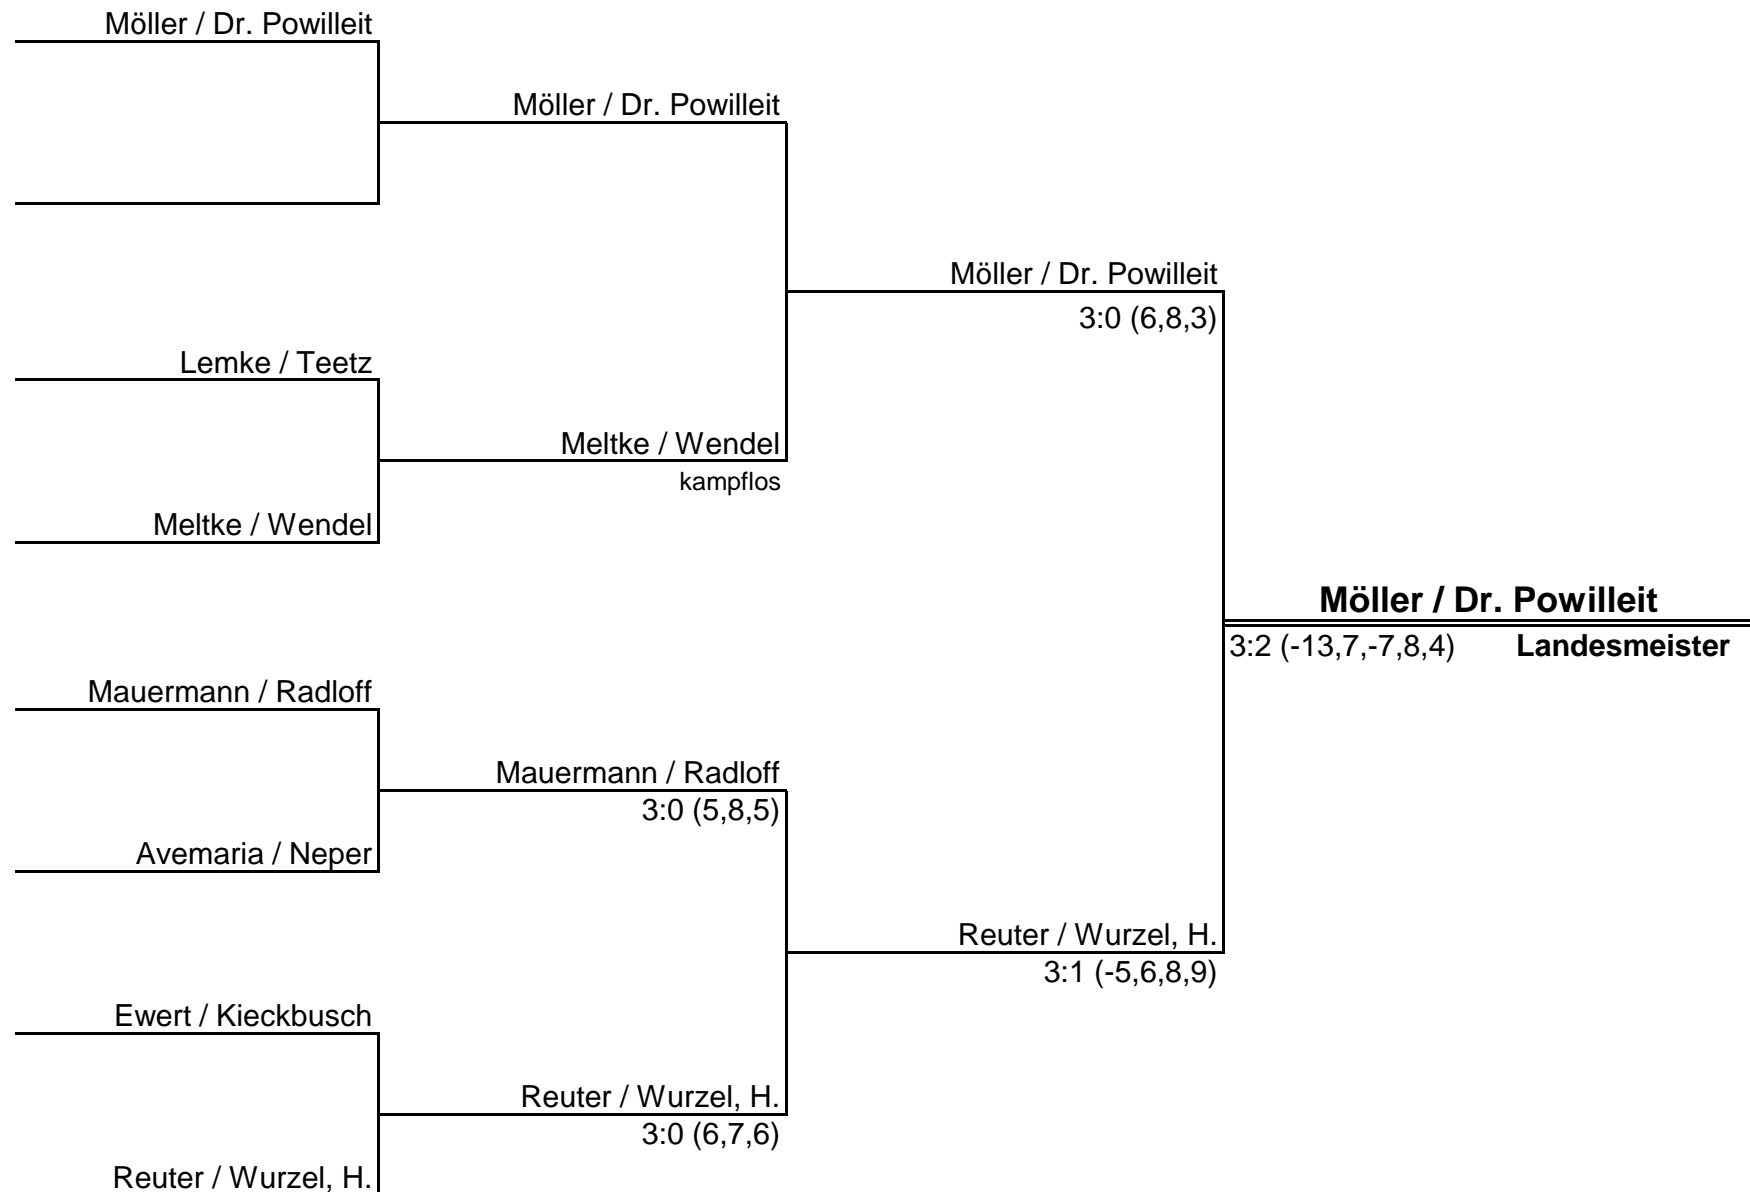 Möller / Dr. Powilleit
Möller / Dr. Powilleit
Möller / Dr. Powilleit
3:0 (6,8,3)
Lemke / Teetz
Meltke / Wendel
kampflos
Meltke / Wendel
Möller / Dr. Powilleit
3:2 (-13,7,-7,8,4) Landesmeister
Mauermann / Radloff
Mauermann / Radloff
3:0 (5,8,5)
Avemaria / Neper
Reuter / Wurzel, H.
3:1 (-5,6,8,9)
Ewert / Kieckbusch
Reuter / Wurzel, H.
3:0 (6,7,6)
Reuter / Wurzel, H.